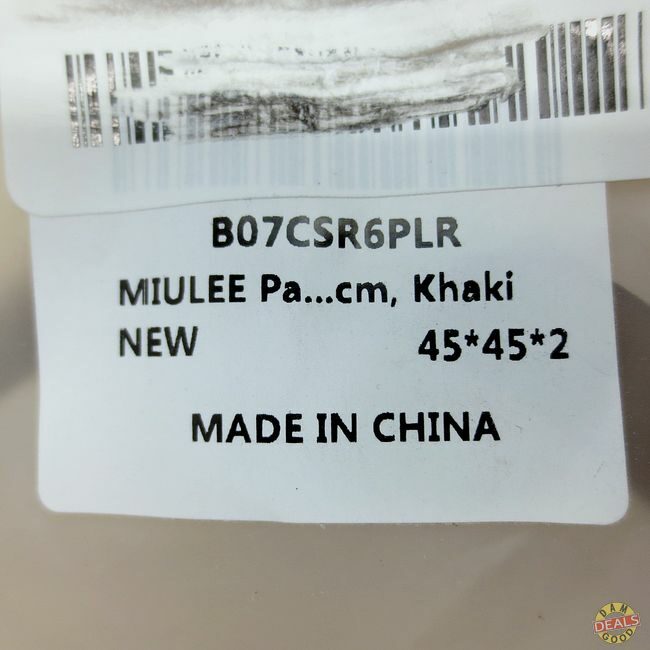 B07CSR6PLR
MIULEE Pa...cm, Khaki
NEW 45*45*2
MADE IN CHINA
DAM
DEALS
GOOD